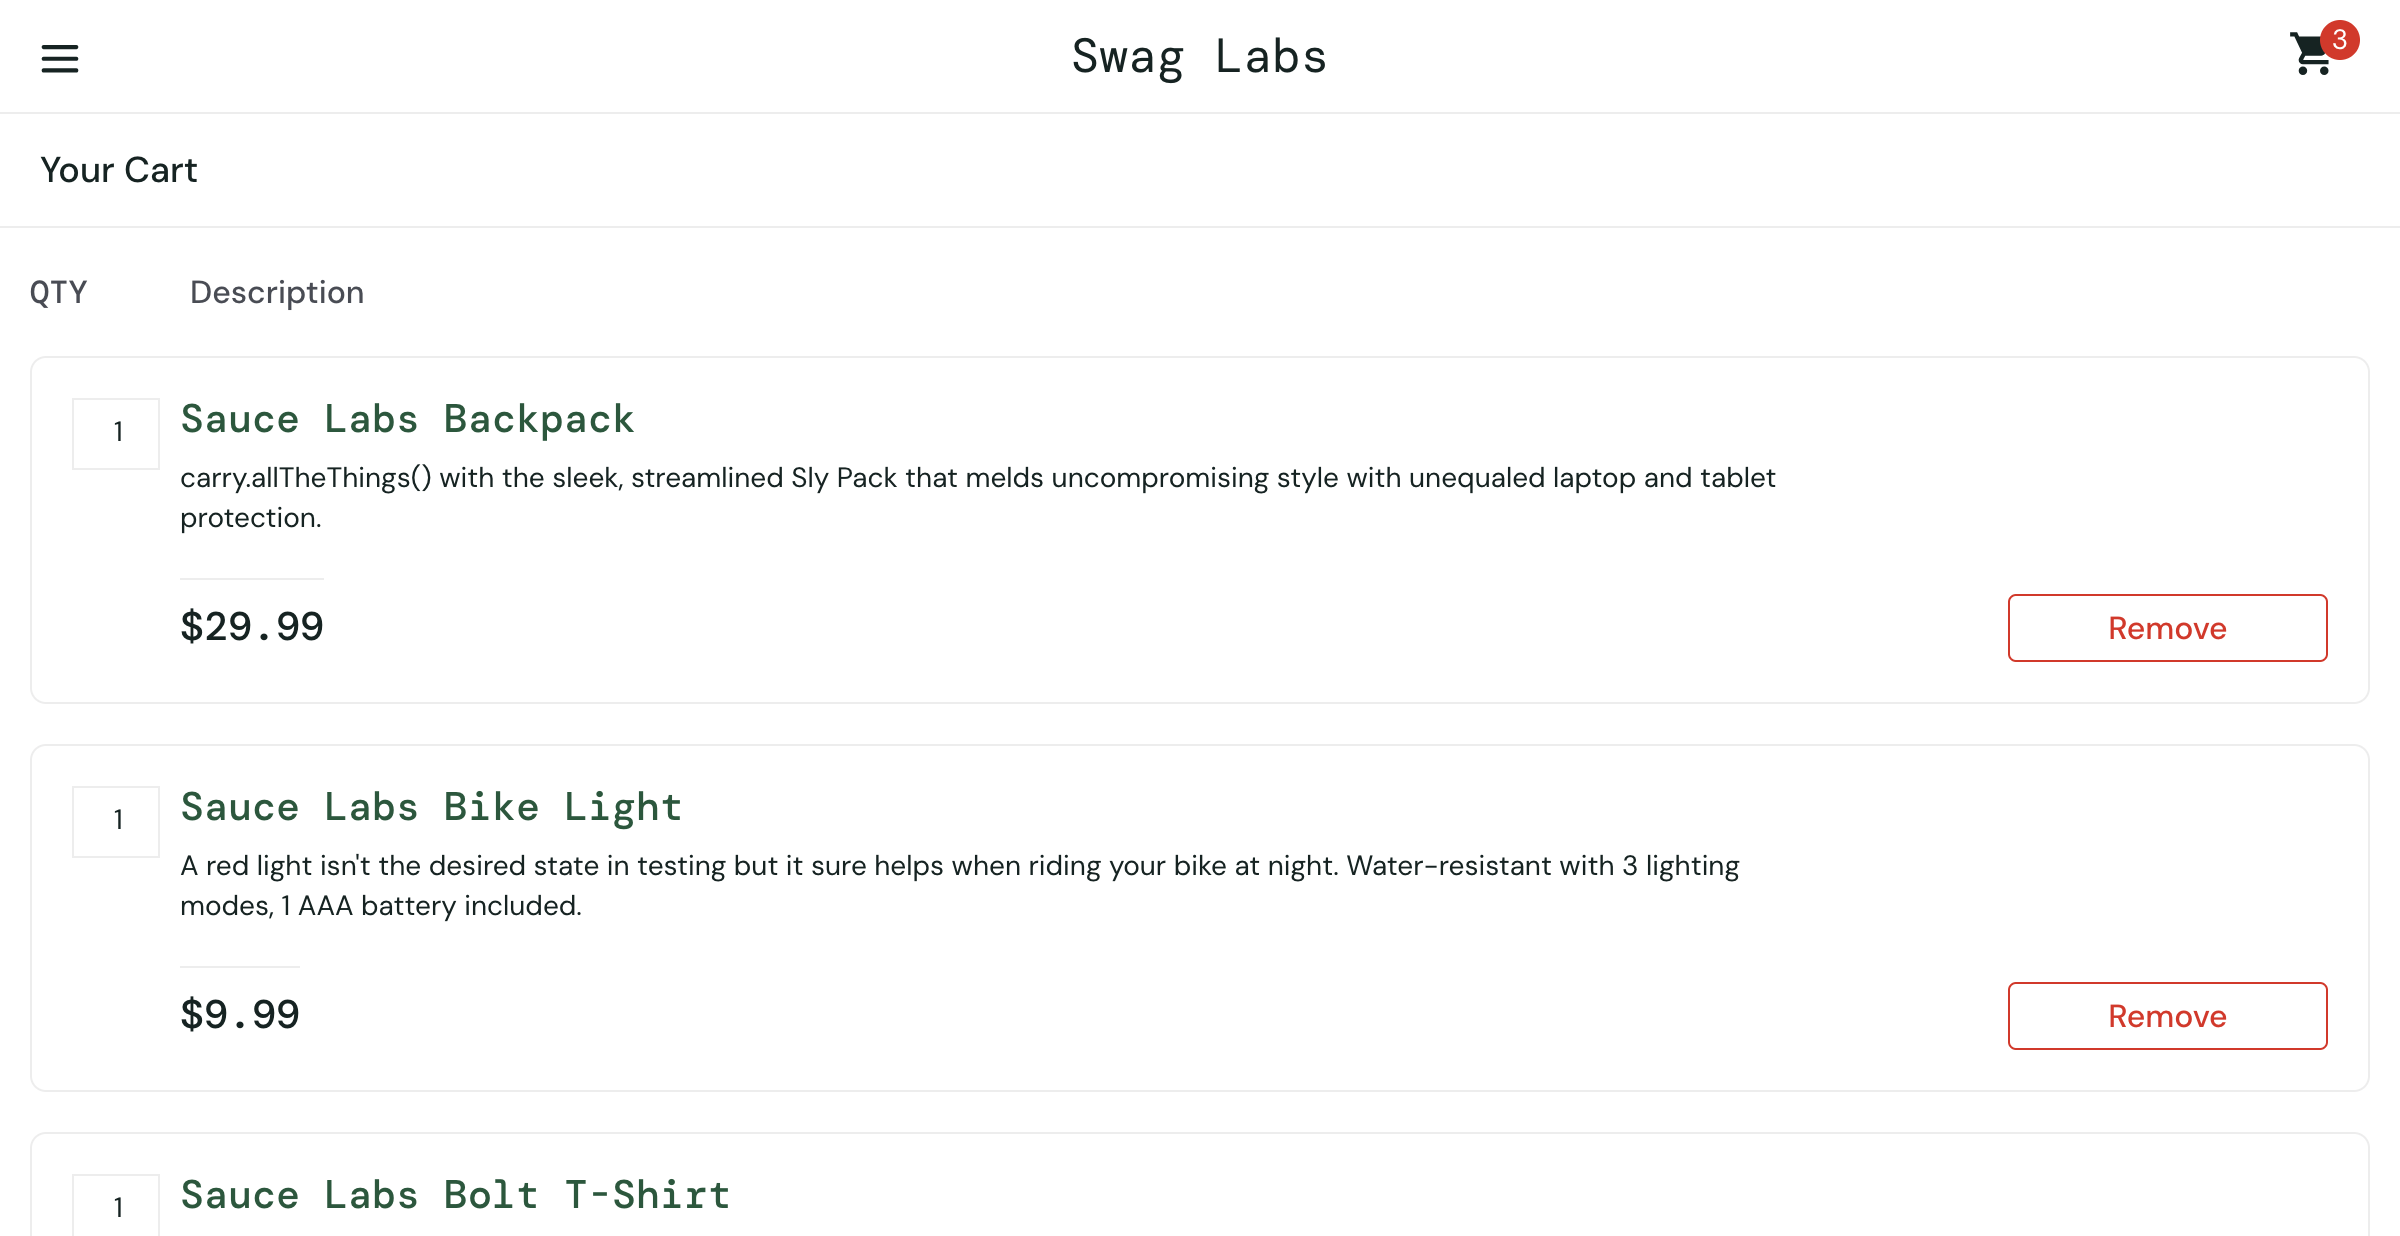 Swag Labs
3
Your Cart
QTY Description
1
Sauce Labs Backpack
carry.allTheThings() with the sleek, streamlined Sly Pack that melds uncompromising style with unequaled laptop and tablet
protection.
$29.99
Remove
1
Sauce Labs Bike Light
A red light isn't the desired state in testing but it sure helps when riding your bike at night. Water-resistant with 3 lighting
modes, 1 AAA battery included.
$9.99
Remove
1
Sauce Labs Bolt T-Shirt